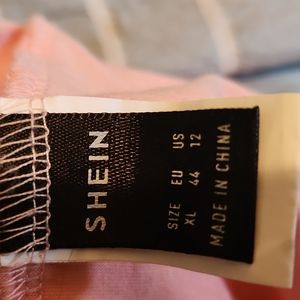 SHEIN
SIZE EU US
XL 44 12
MADE IN CHINA